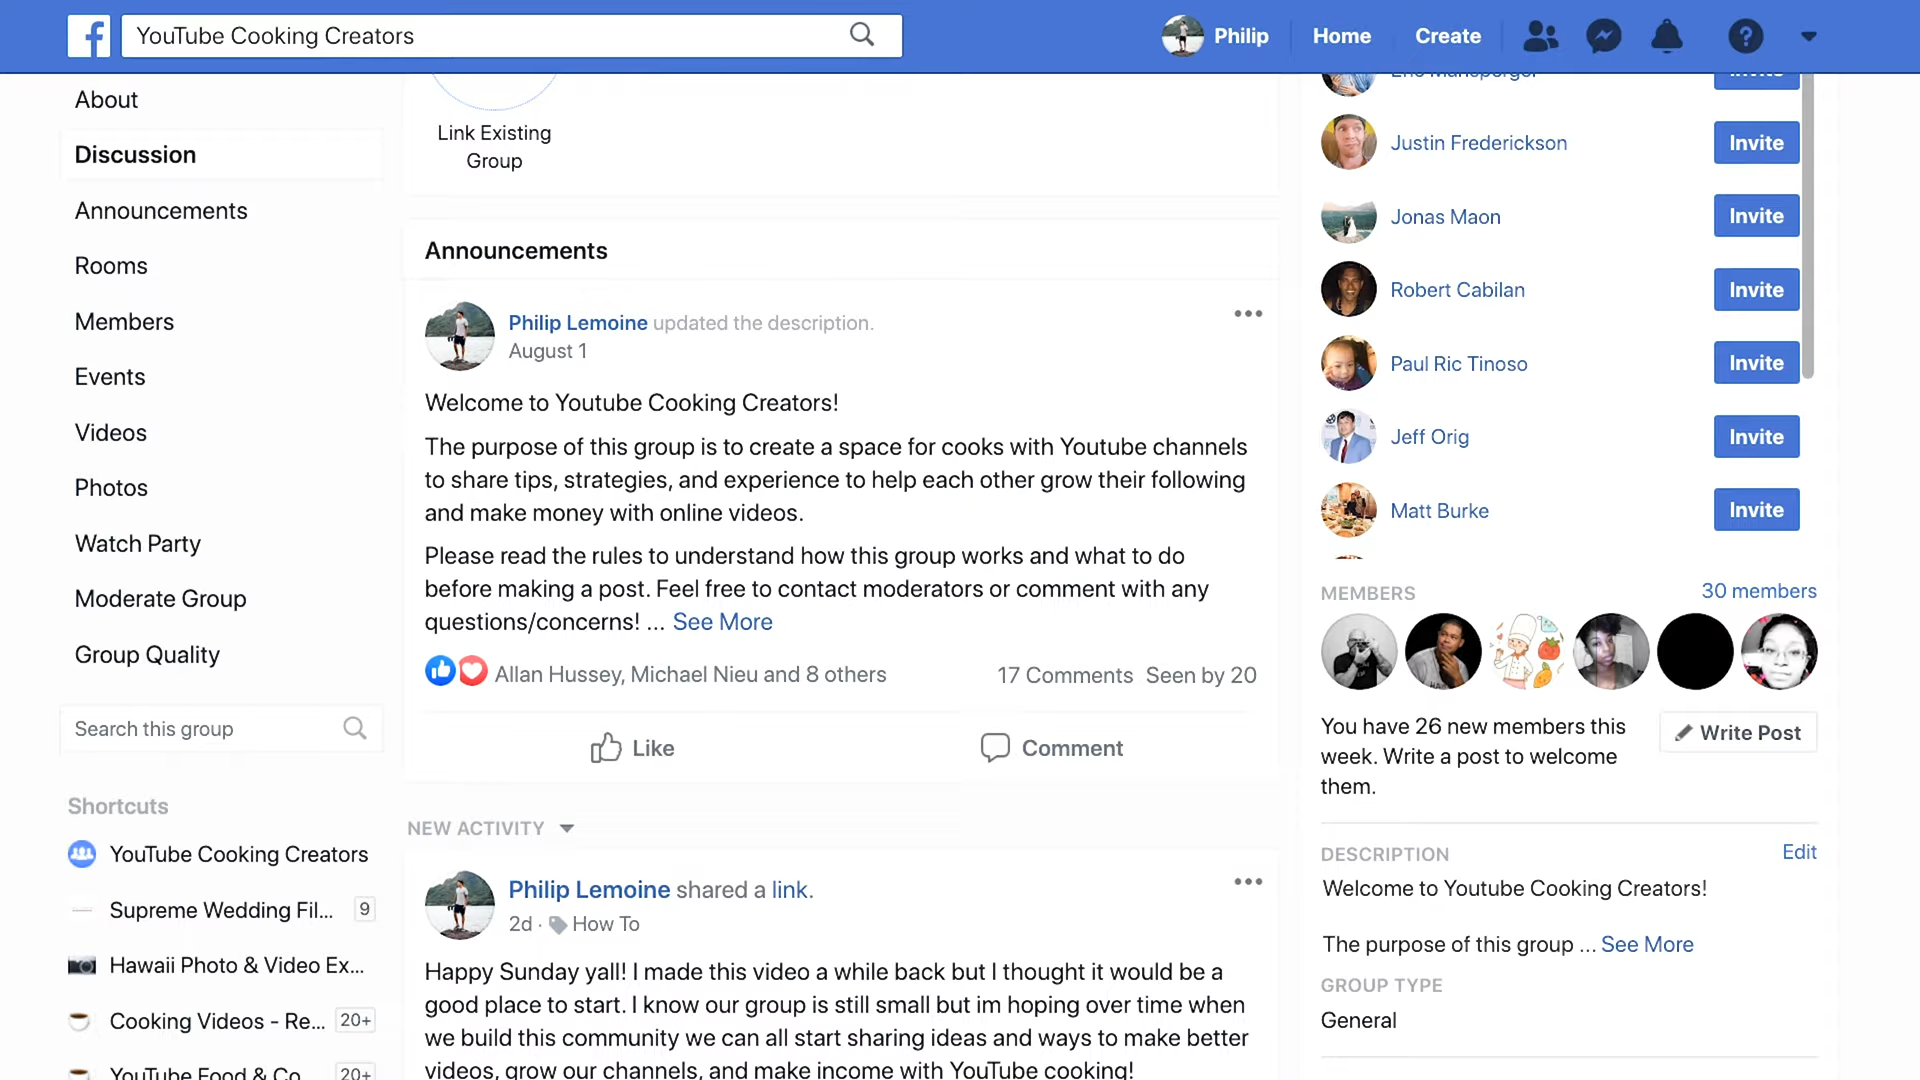 YouTube Cooking Creators
Philip
Home
Create
About
Discussion
Announcements
Rooms
Members
Events
Videos
Photos
Watch Party
Moderate Group
Group Quality
Search this group
Shortcuts
YouTube Cooking Creators
Supreme Wedding Fil... 9
Hawaii Photo & Video Ex...
Cooking Videos - Re... 20+
YouTube Food & Co 20+
Link Existing
Group
Announcements
Philip Lemoine updated the description.
August 1
Welcome to Youtube Cooking Creators!
The purpose of this group is to create a space for cooks with Youtube channels
to share tips, strategies, and experience to help each other grow their following
and make money with online videos.
Please read the rules to understand how this group works and what to do
before making a post. Feel free to contact moderators or comment with any
questions/concerns! ... See More
Allan Hussey, Michael Nieu and 8 others 17 Comments Seen by 20
Like Comment
NEW ACTIVITY
Philip Lemoine shared a link.
2d · How To
Happy Sunday yall! I made this video a while back but I thought it would be a
good place to start. I know our group is still small but im hoping over time when
we build this community we can all start sharing ideas and ways to make better
videos, grow our channels, and make income with YouTube cooking!
Justin Frederickson Invite
Jonas Maon Invite
Robert Cabilan Invite
Paul Ric Tinoso Invite
Jeff Orig Invite
Matt Burke Invite
MEMBERS 30 members
You have 26 new members this
week. Write a post to welcome
them.
Write Post
DESCRIPTION Edit
Welcome to Youtube Cooking Creators!
The purpose of this group ... See More
GROUP TYPE
General